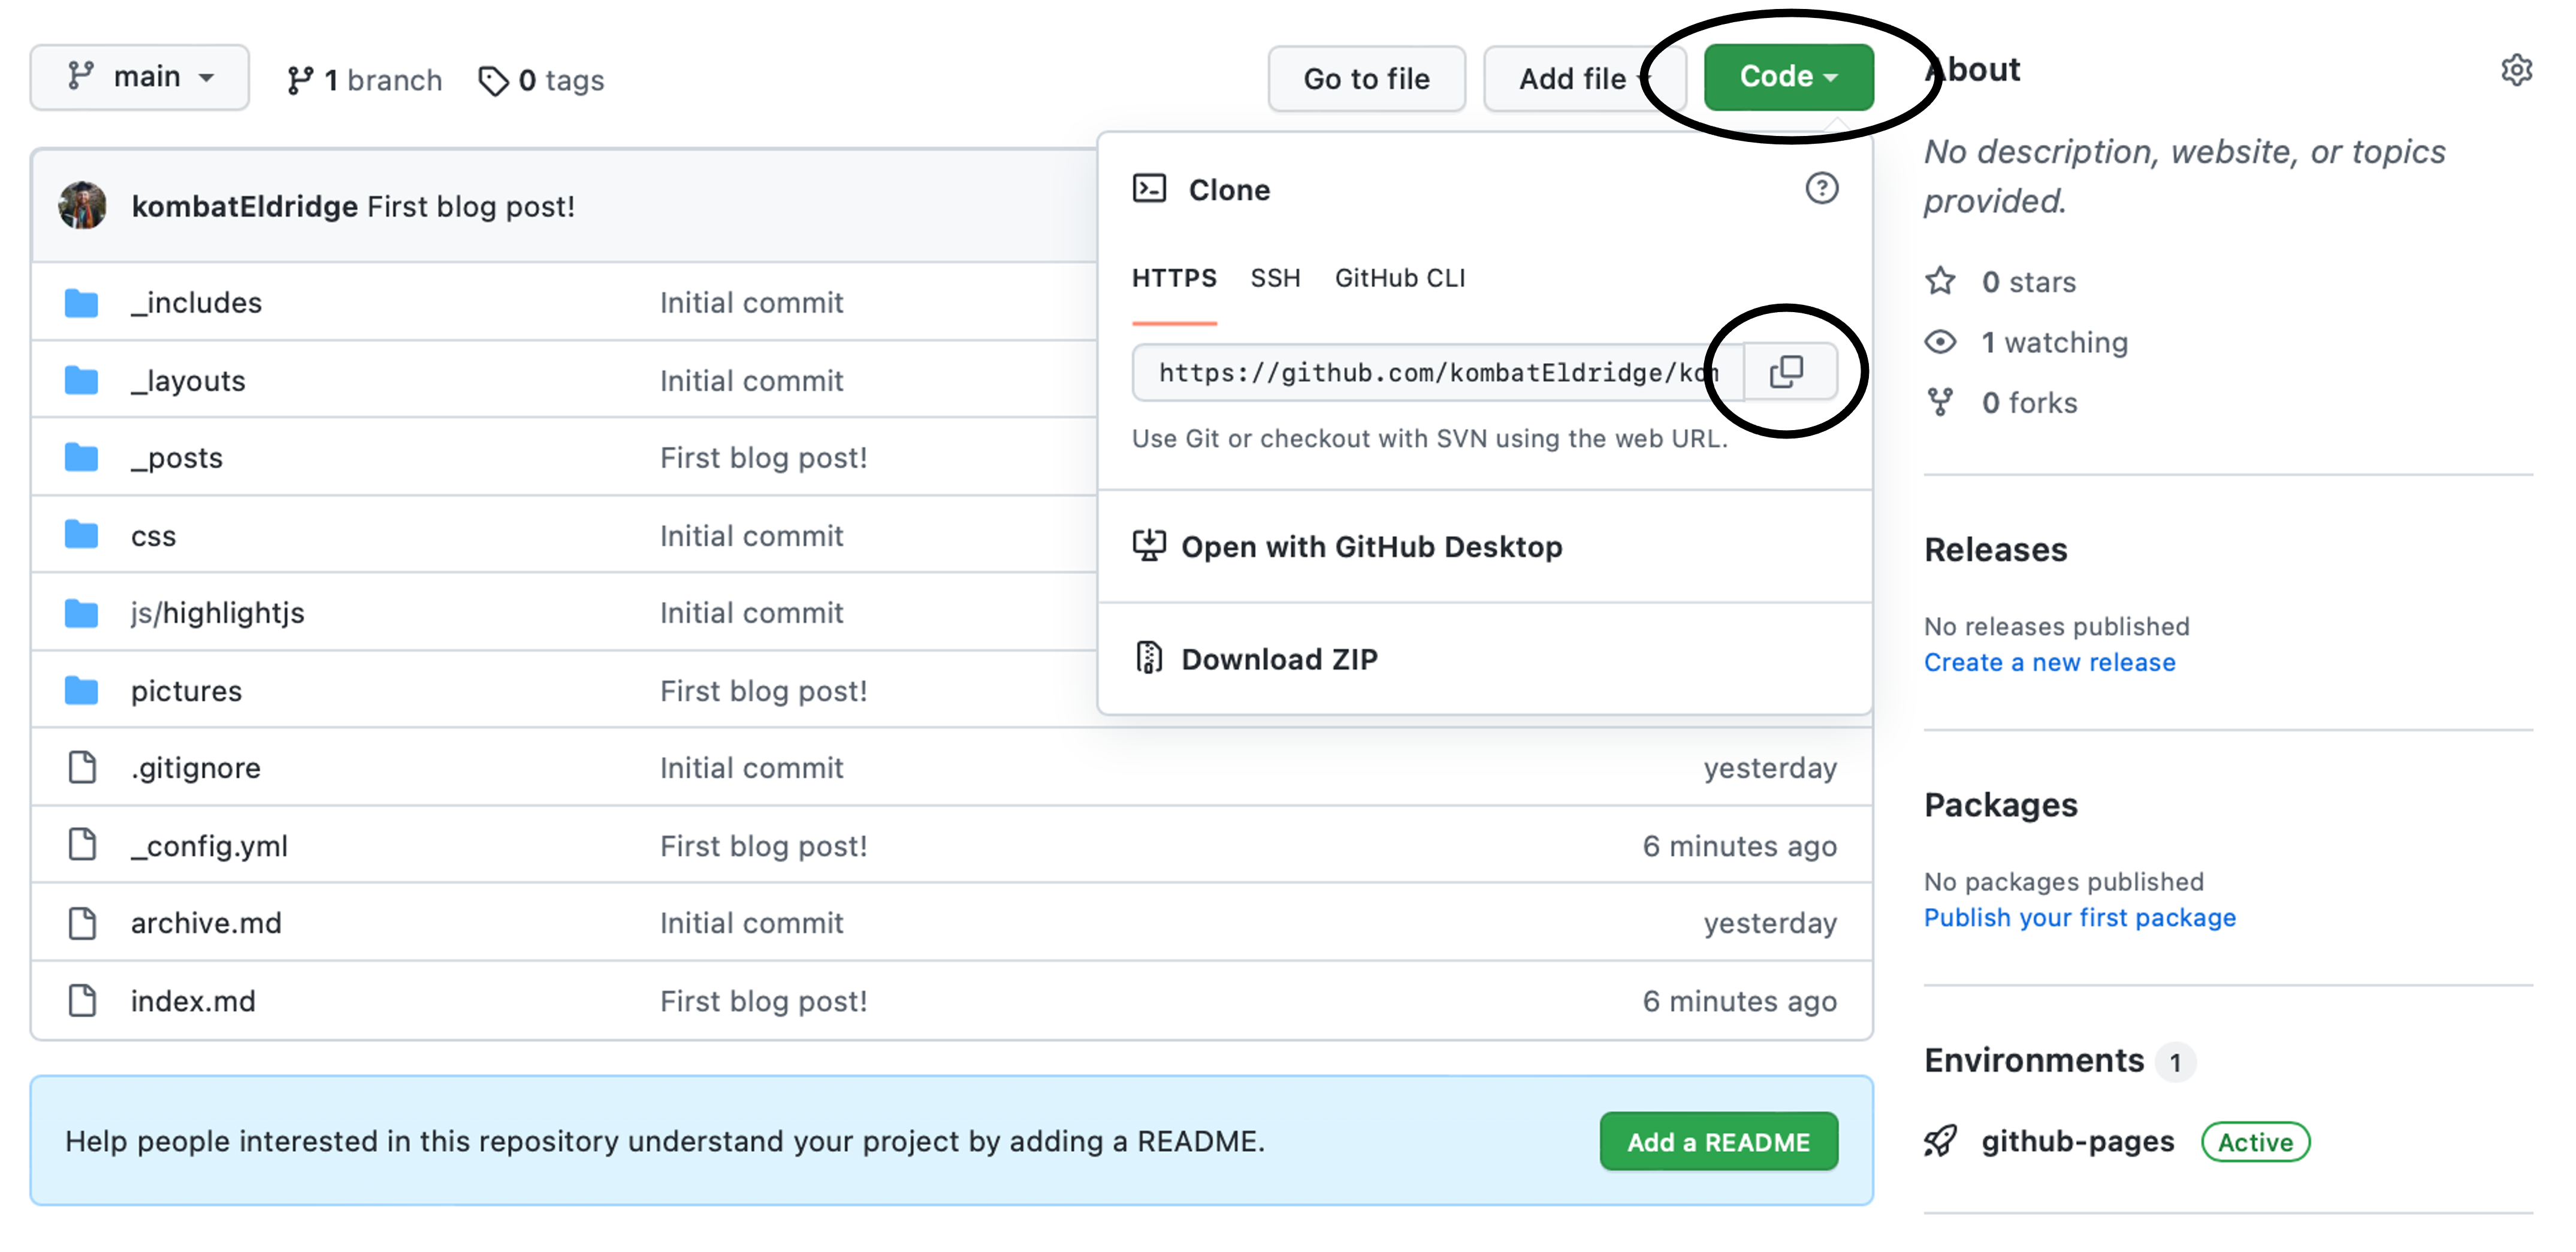 main
1 branch
0 tags
Go to file
Add file
Code
kombatEldridge First blog post!
_includes Initial commit
_layouts Initial commit
_posts First blog post!
css Initial commit
js/highlightjs Initial commit
pictures First blog post!
.gitignore Initial commit yesterday
_config.yml First blog post! 6 minutes ago
archive.md Initial commit yesterday
index.md First blog post! 6 minutes ago
Clone
HTTPS SSH GitHub CLI
https://github.com/kombatEldridge/kom
Use Git or checkout with SVN using the web URL.
Open with GitHub Desktop
Download ZIP
Help people interested in this repository understand your project by adding a README.
Add a README
About
No description, website, or topics
provided.
0 stars
1 watching
0 forks
Releases
No releases published
Create a new release
Packages
No packages published
Publish your first package
Environments 1
github-pages Active